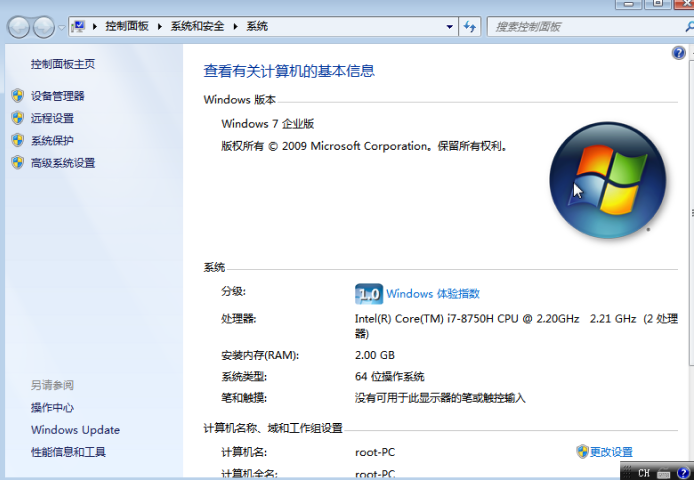 控制面板 ▸ 系统和安全 ▸ 系统
搜索控制面板
控制面板主页
设备管理器
远程设置
系统保护
高级系统设置
另请参阅
操作中心
Windows Update
性能信息和工具
查看有关计算机的基本信息
Windows 版本
Windows 7 企业版
版权所有 © 2009 Microsoft Corporation。保留所有权利。
系统
分级:
1.0 Windows 体验指数
处理器:
Intel(R) Core(TM) i7-8750H CPU @ 2.20GHz 2.21 GHz (2 处理
器)
安装内存(RAM):
2.00 GB
系统类型:
64 位操作系统
笔和触摸:
没有可用于此显示器的笔或触控输入
计算机名称、域和工作组设置
计算机名:
root-PC
更改设置
计算机全名:
root-PC
CH